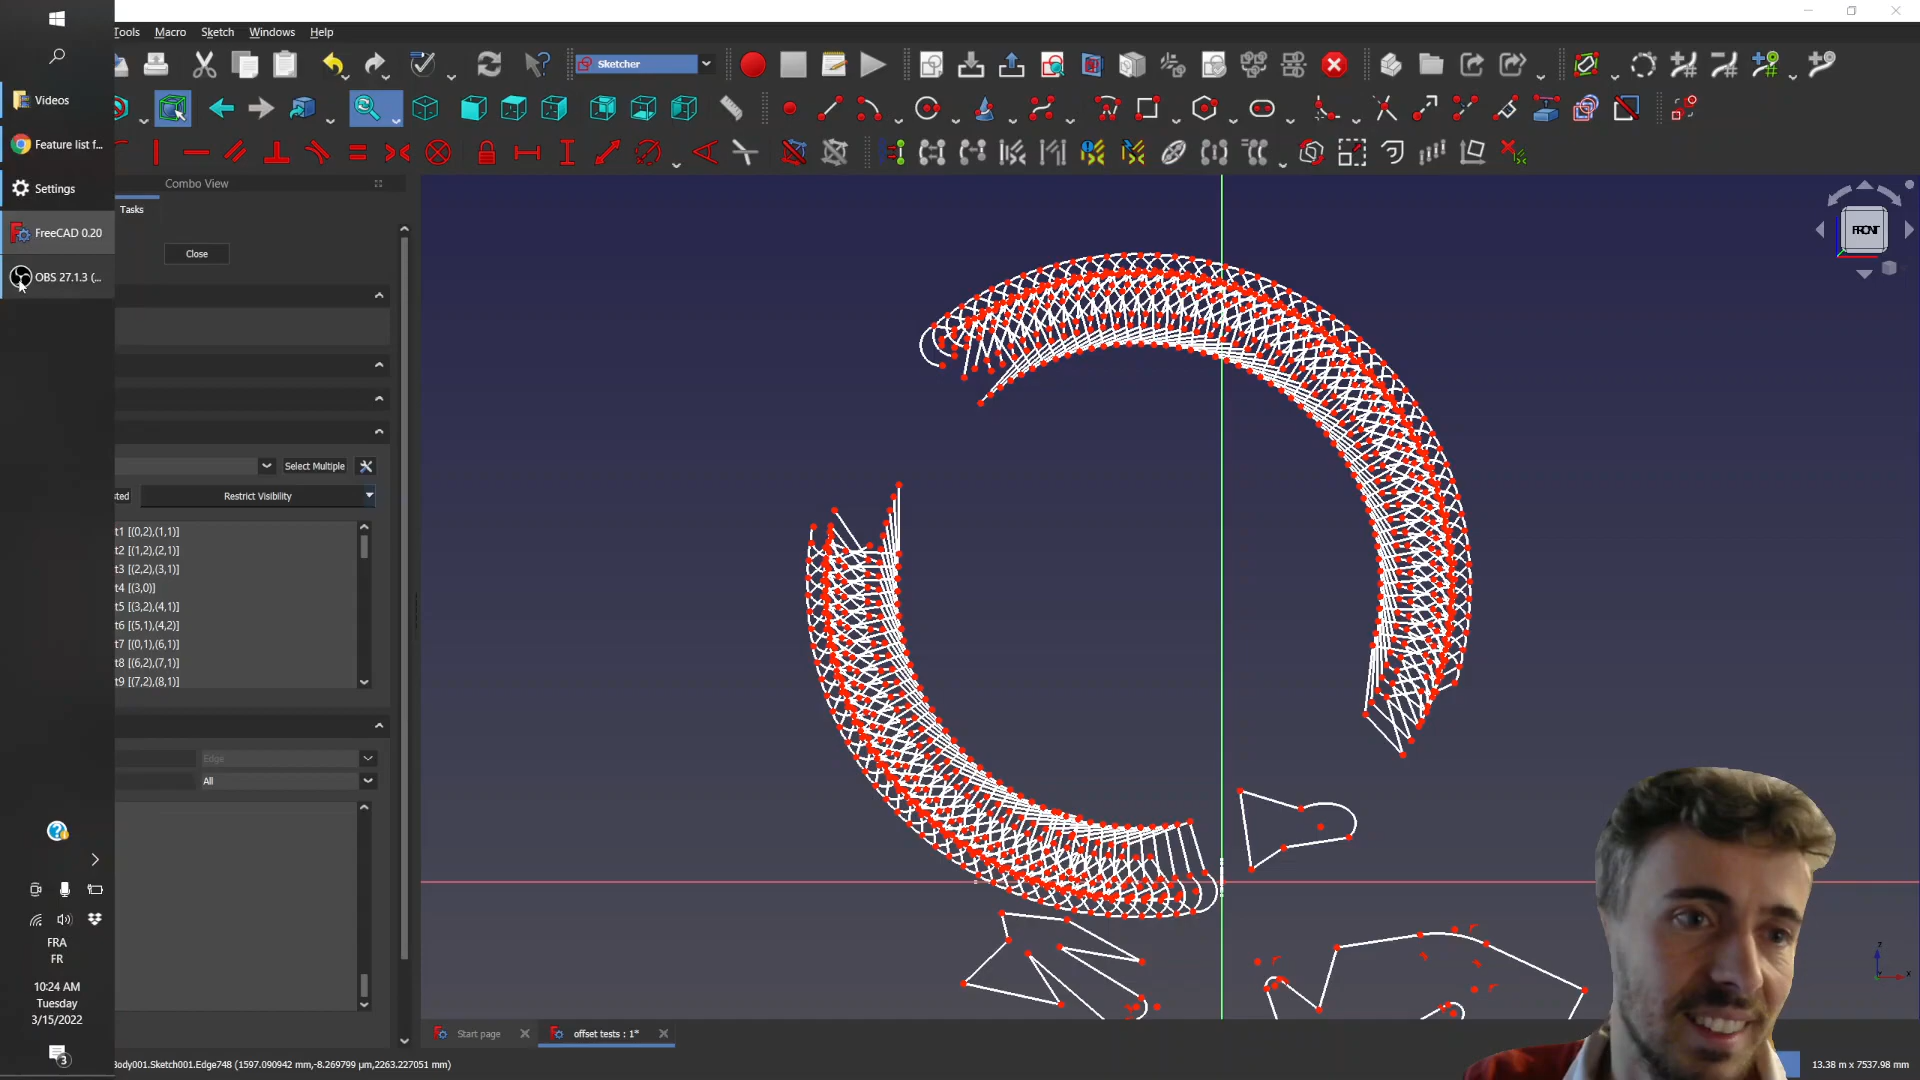 Tools Macro Sketch Windows Help
Sketcher
Videos
Feature list f...
Settings
FreeCAD 0.20
OBS 27.1.3 (...
Combo View
Tasks
Close
Select Multiple
Restrict Visibility
t1 [(0,2),(1,1)]
t2 [(1,2),(2,1)]
t3 [(2,2),(3,1)]
t4 [(3,0)]
t5 [(3,2),(4,1)]
t6 [(5,1),(4,2)]
t7 [(0,1),(6,1)]
t8 [(6,2),(7,1)]
t9 [(7,2),(8,1)]
Edge
All
FRONT
FRA
FR
10:24 AM
Tuesday
3/15/2022
3
Start page
offset tests : 1*
Body001.Sketch001.Edge748 (1597.090942 mm,-8.269799 µm,2263.227051 mm)
13.38 m x 7537.98 mm